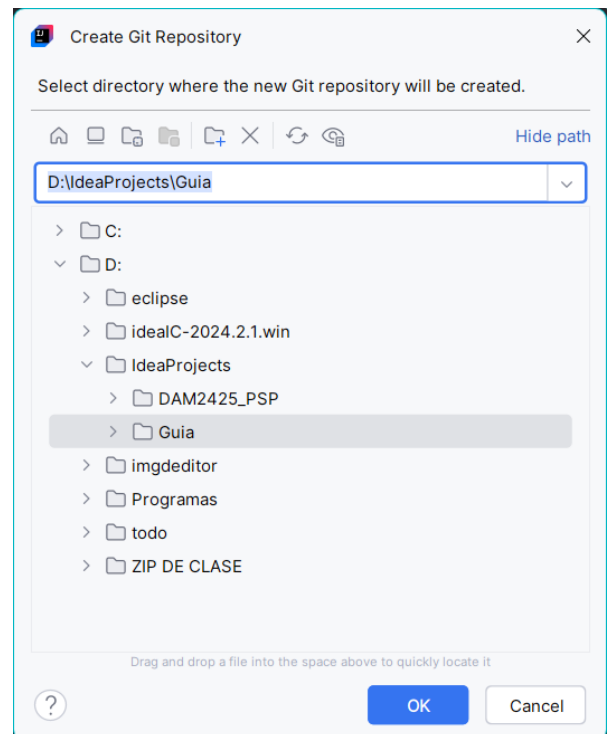 Create Git Repository
Select directory where the new Git repository will be created.
Hide path
D:\IdeaProjects\Guia
C:
D:
eclipse
ideaIC-2024.2.1.win
IdeaProjects
DAM2425_PSP
Guia
imgdeditor
Programas
todo
ZIP DE CLASE
Drag and drop a file into the space above to quickly locate it
?
OK
Cancel